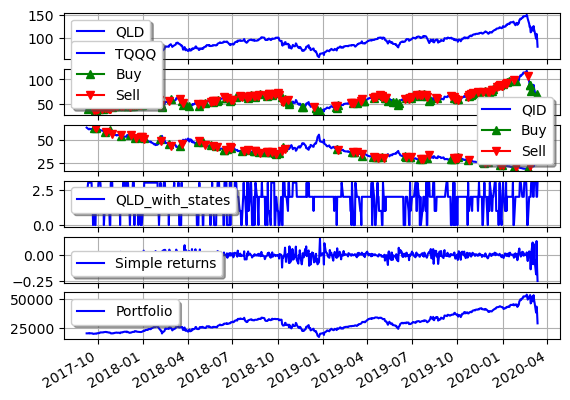 150
100
QLD
TQQQ
Buy
Sell
100
50
QID
Buy
Sell
50
25
2.5
0.0
QLD_with_states
0.00
−0.25
Simple returns
50000
25000
Portfolio
2017-10
2018-01
2018-04
2018-07
2018-10
2019-01
2019-04
2019-07
2019-10
2020-01
2020-04